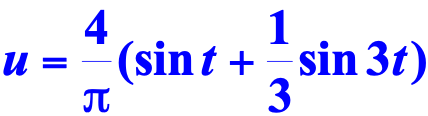 u = 4/π (sin t + 1/3 sin 3t)